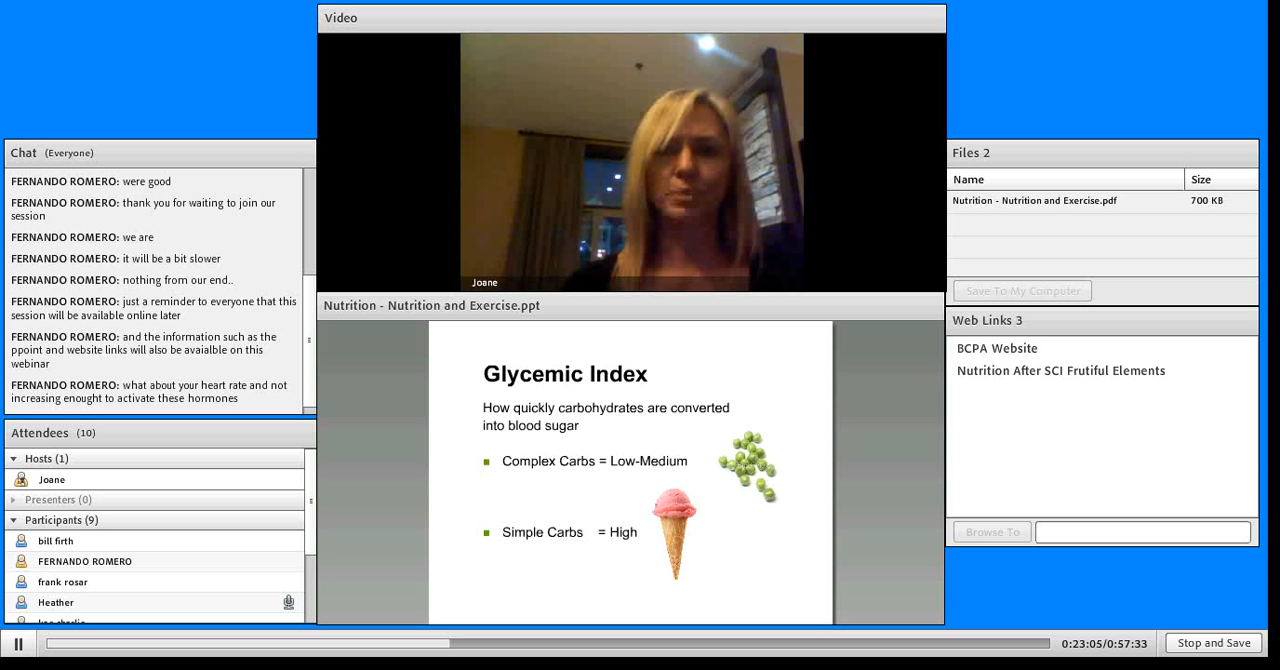 Video
Joane
Chat (Everyone)
FERNANDO ROMERO: were good
FERNANDO ROMERO: thank you for waiting to join our
session
FERNANDO ROMERO: we are
FERNANDO ROMERO: it will be a bit slower
FERNANDO ROMERO: nothing from our end..
FERNANDO ROMERO: just a reminder to everyone that this
session will be available online later
FERNANDO ROMERO: and the information such as the
ppoint and website links will also be avaialble on this
webinar
FERNANDO ROMERO: what about your heart rate and not
increasing enought to activate these hormones
Attendees (10)
Hosts (1)
Joane
Presenters (0)
Participants (9)
bill firth
FERNANDO ROMERO
frank rosar
Heather
Nutrition - Nutrition and Exercise.ppt
Glycemic Index
How quickly carbohydrates are converted
into blood sugar
Complex Carbs = Low-Medium
Simple Carbs = High
Files 2
Name Size
Nutrition - Nutrition and Exercise.pdf 700 KB
Save To My Computer
Web Links 3
BCPA Website
Nutrition After SCI Frutiful Elements
Browse To
0:23:05/0:57:33
Stop and Save